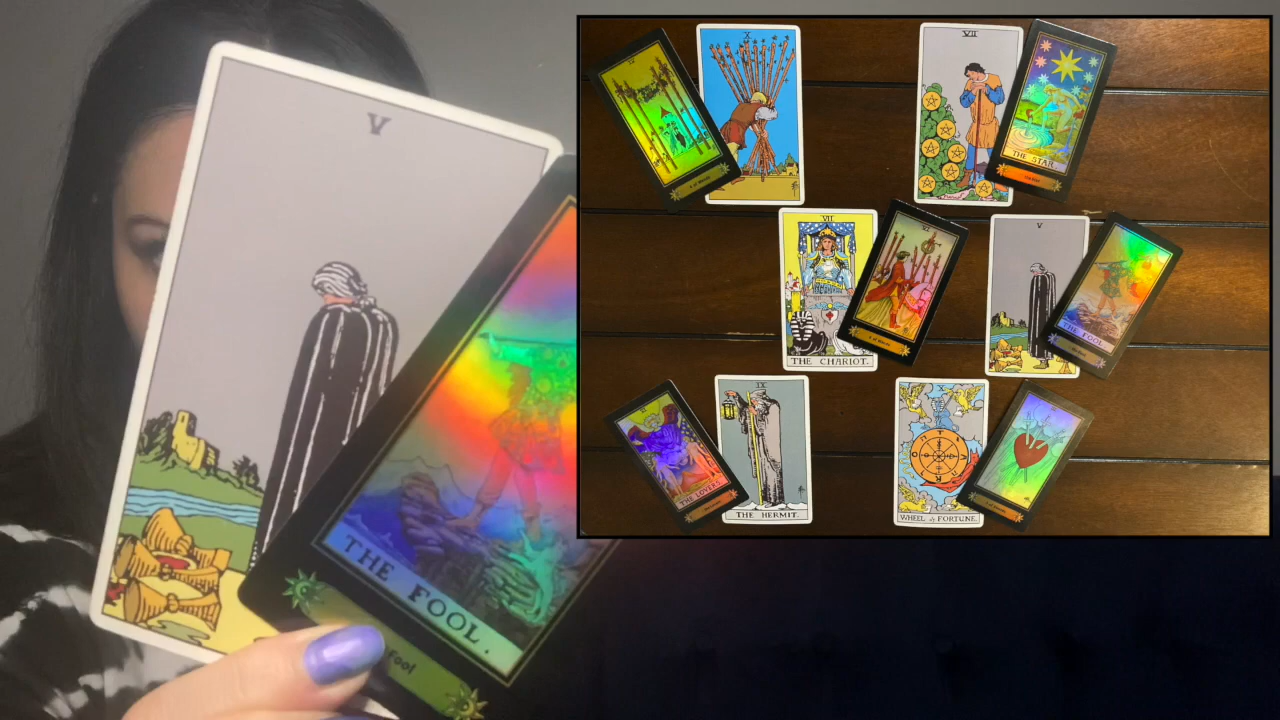 V
THE FOOL.
Fool
X
VII
THE STAR.
VII
VI
V
THE CHARIOT.
THE FOOL.
IX
X
THE LOVERS.
THE HERMIT.
WHEEL of FORTUNE.